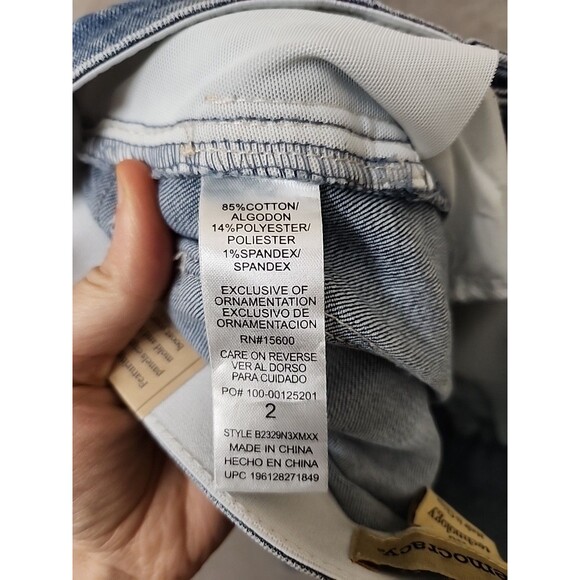 85%COTTON/
ALGODON
14%POLYESTER/
POLIESTER
1%SPANDEX/
SPANDEX
EXCLUSIVE OF
ORNAMENTATION
EXCLUSIVO DE
ORNAMENTACION
RN#15600
CARE ON REVERSE
VER AL DORSO
PARA CUIDADO
PO# 100-00125201
2
STYLE B2329N3XMXX
MADE IN CHINA
HECHO EN CHINA
UPC 196128271849
technology
emocracy